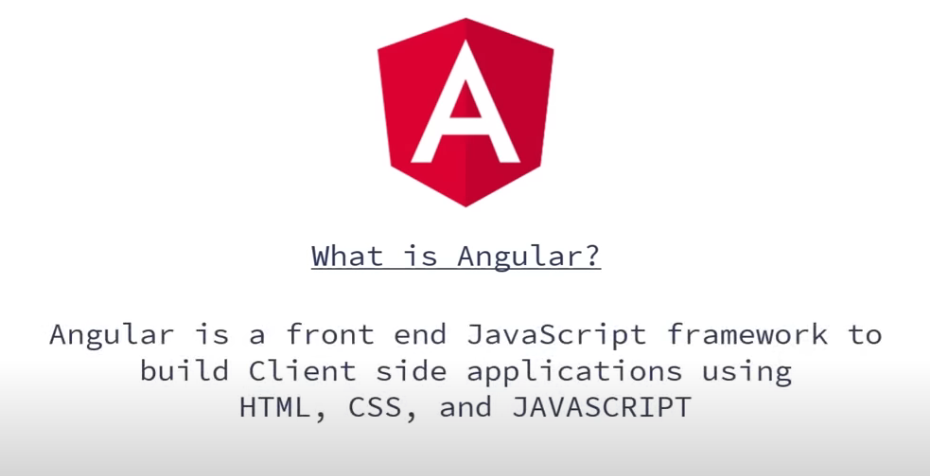 A
What is Angular?
Angular is a front end JavaScript framework to
build Client side applications using
HTML, CSS, and JAVASCRIPT